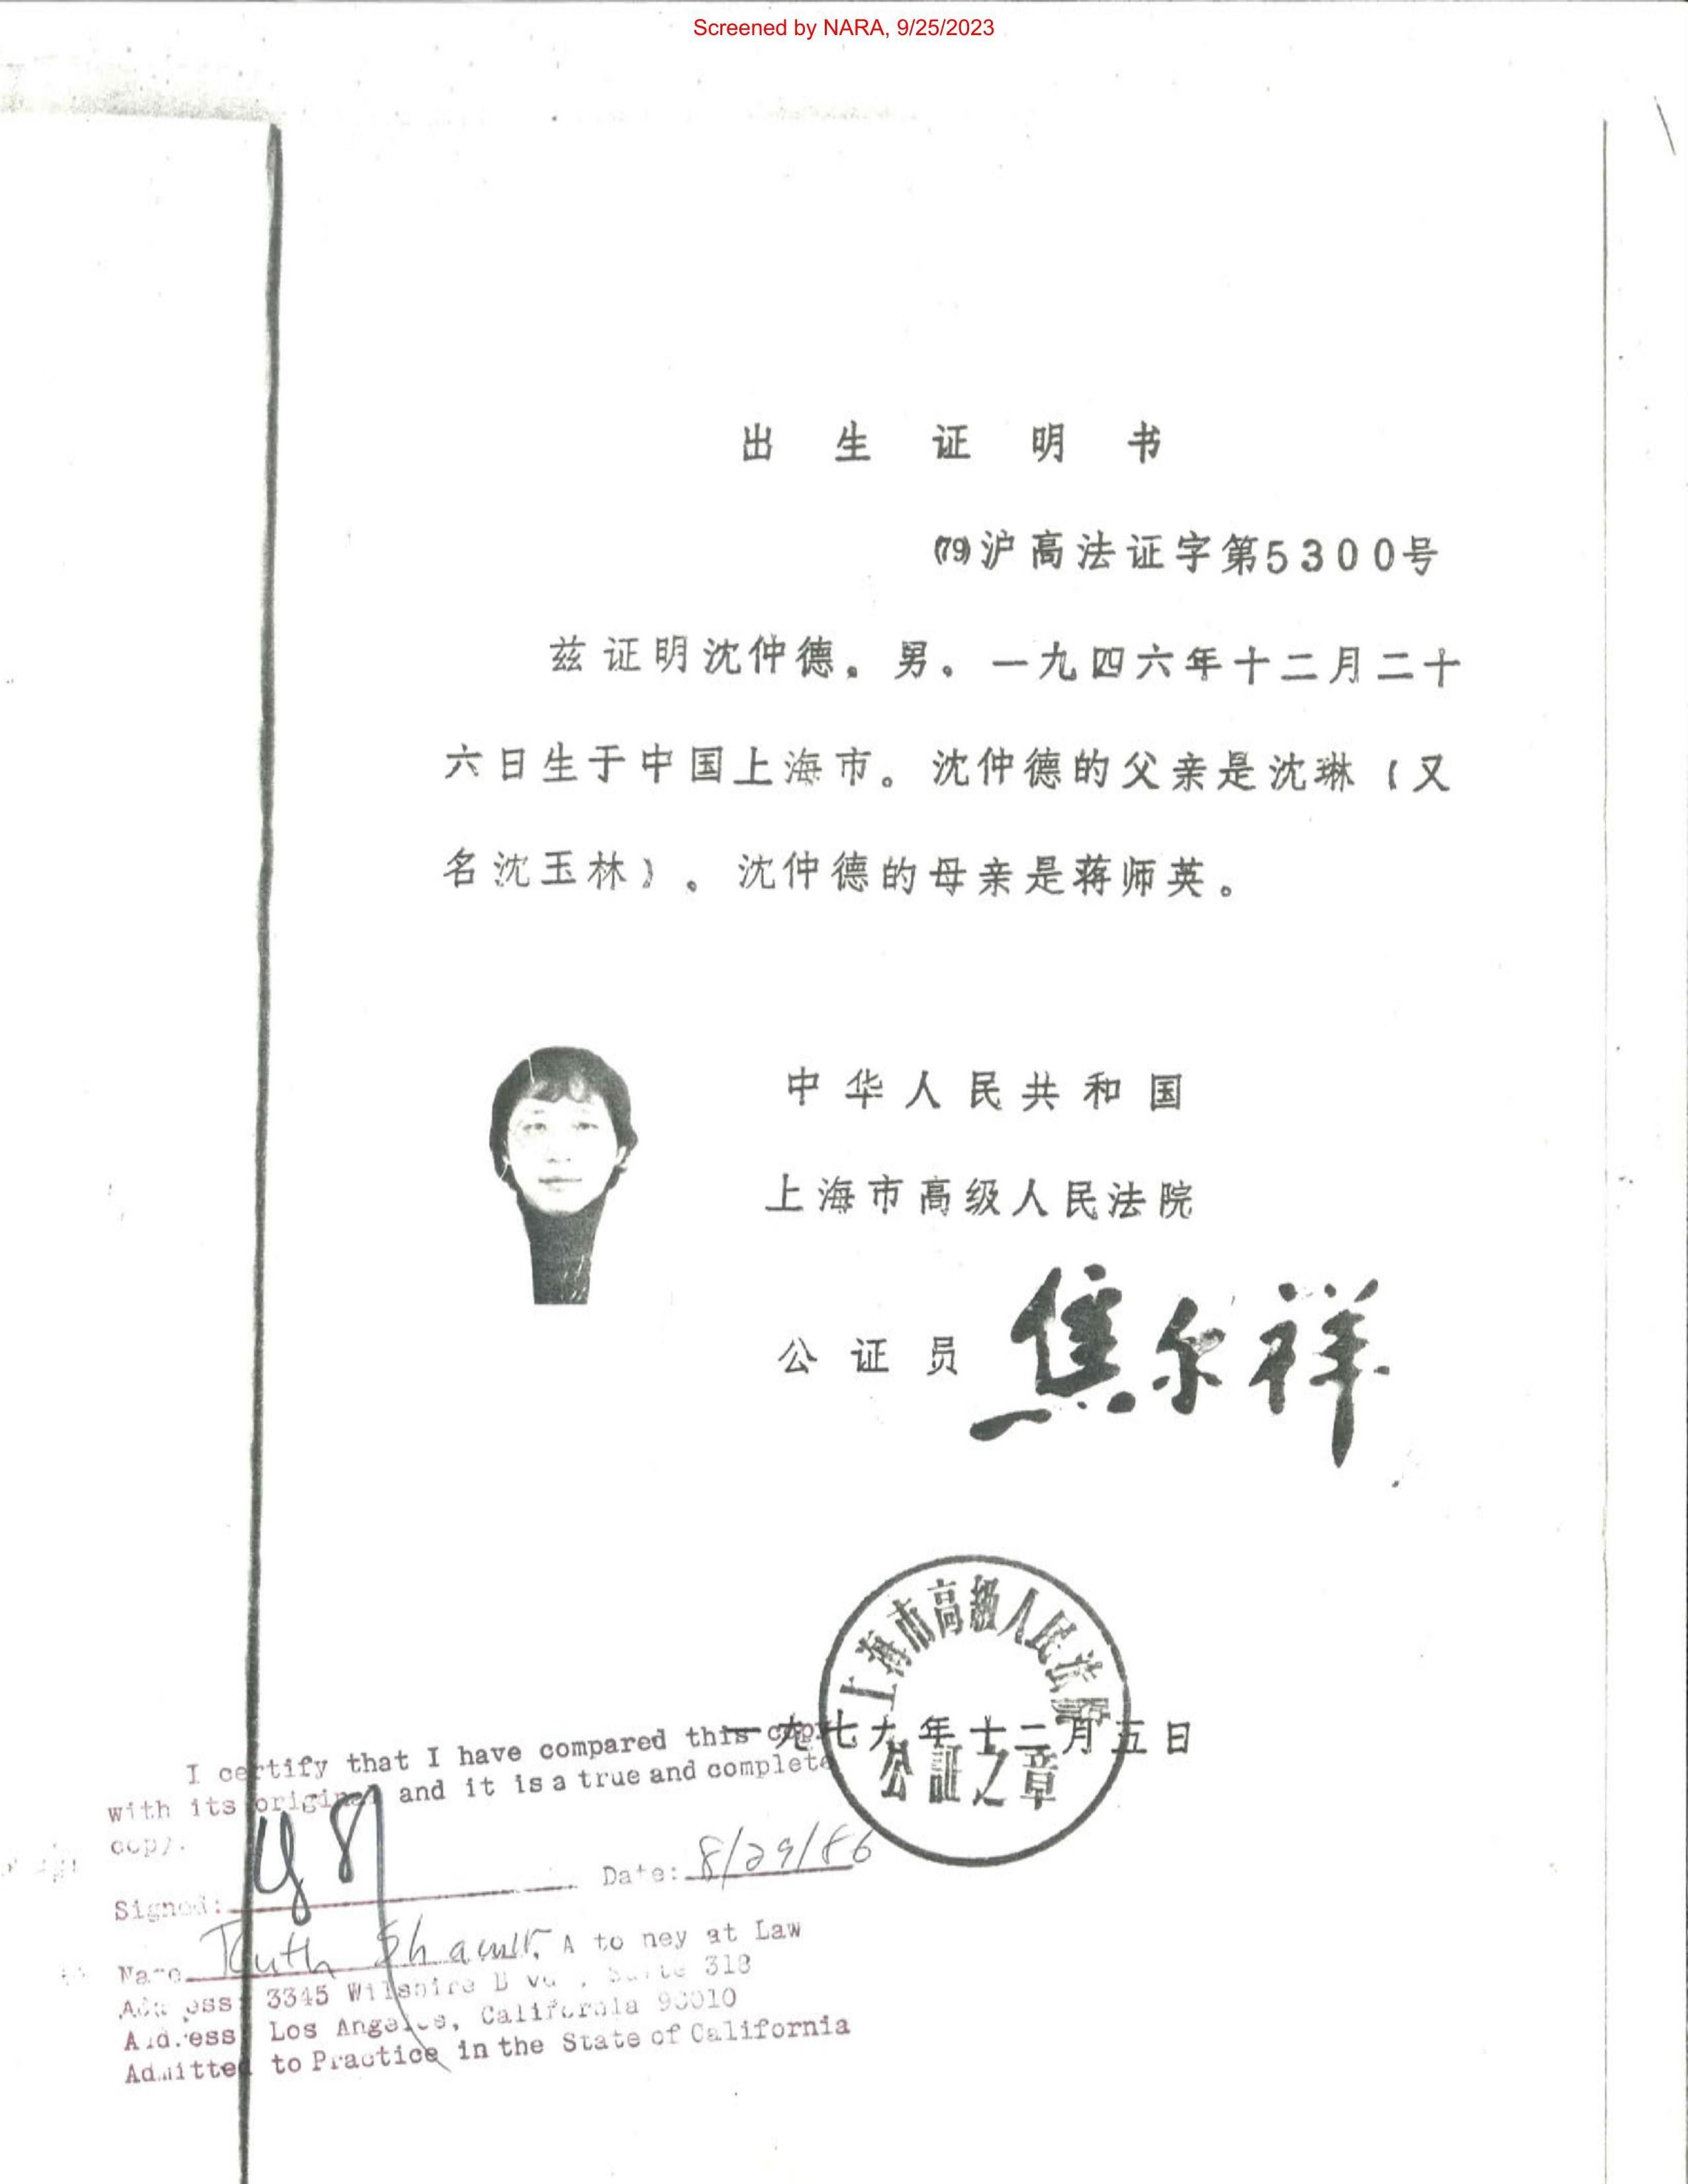 Screened by NARA, 9/25/2023
出生证明书
(79)沪高法证字第5300号
兹证明沈仲德。男。一九四六年十二月二十
六日生于中国上海市。沈仲德的父亲是沈琳(又
名沈玉林)。沈仲德的母亲是蒋师英。
中华人民共和国
上海市高级人民法院
公证员 焦尔祥
上海市高级人民法院
一九七九年十二月五日
公証之章
I certify that I have compared this copy
with its original and it is a true and complete
copy.
Signed: Date: 8/29/86
Name Ruth Attorney at Law
Address 3345 Wilshire Blvd., Suite 318
Address Los Angeles, California 90010
Admitted to Practice in the State of California